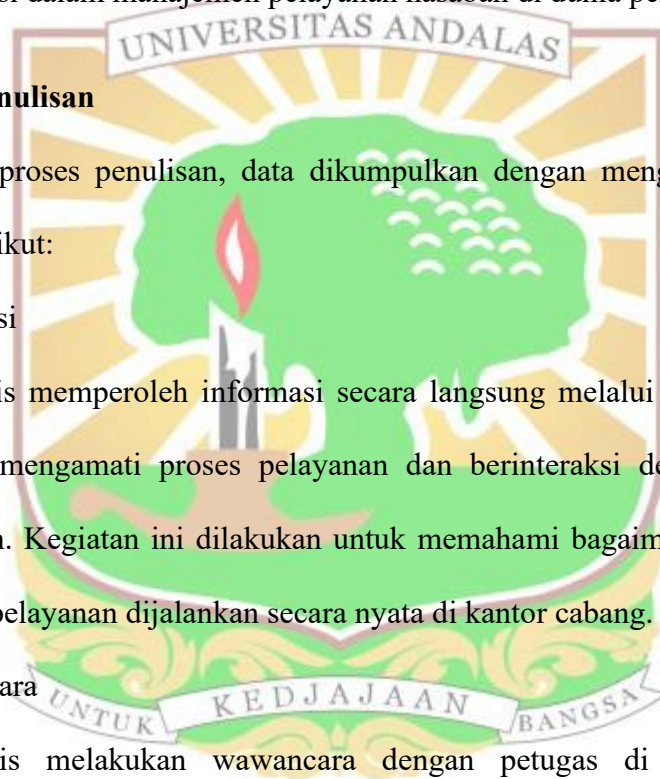 si dalam manajemen pelayanan nasabah di dunia pe
UNIVERSITAS ANDALAS
nulisan
proses penulisan, data dikumpulkan dengan meng
ikut:
si
is memperoleh informasi secara langsung melalui
mengamati proses pelayanan dan berinteraksi de
n. Kegiatan ini dilakukan untuk memahami bagaim
pelayanan dijalankan secara nyata di kantor cabang.
ara
UNTUK KEDJAJAAN BANGSA
is melakukan wawancara dengan petugas di